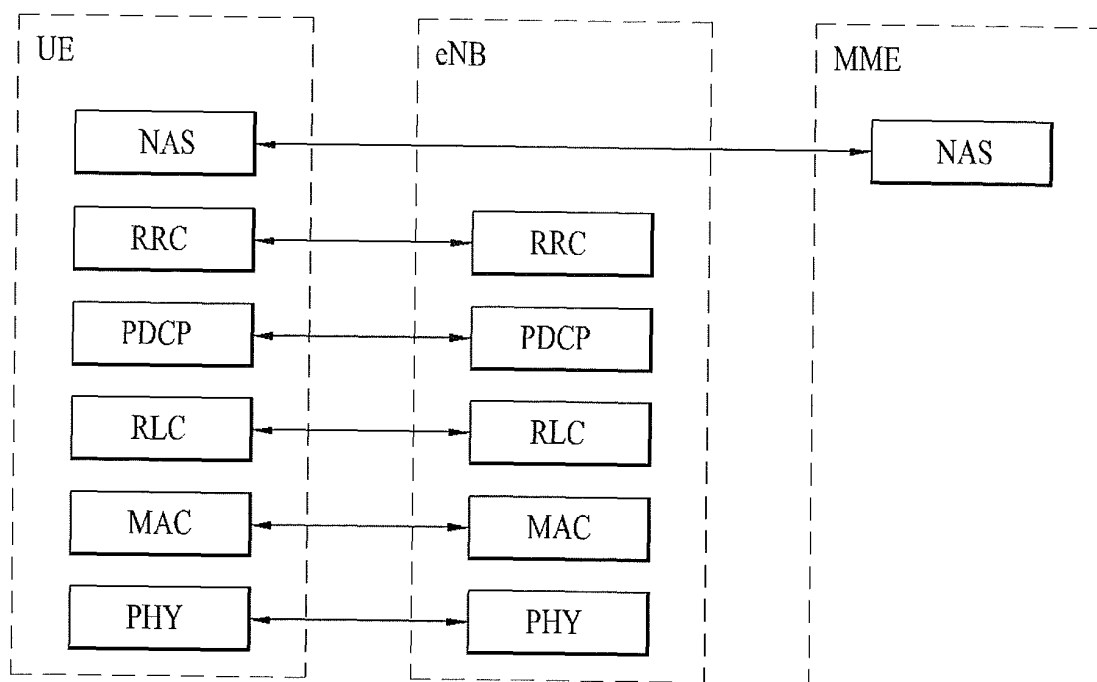 UE
eNB
MME
NAS
NAS
RRC
RRC
PDCP
PDCP
RLC
RLC
MAC
MAC
PHY
PHY